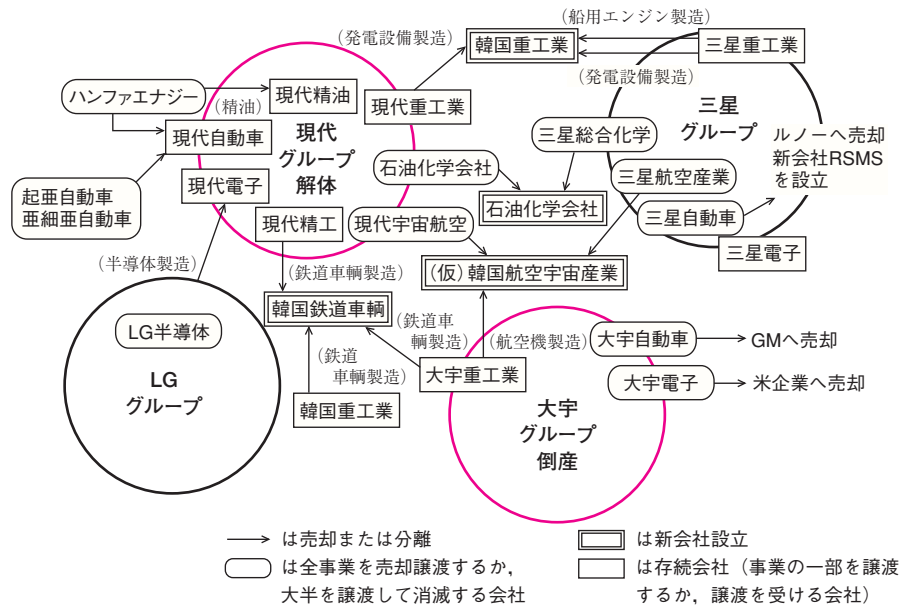 (船用エンジン製造)
(発電設備製造)
韓国重工業
三星重工業
(発電設備製造)
ハンファエナジー
現代精油
(精油)
現代重工業
三星
グループ
現代自動車
現代
グループ
解体
三星総合化学
ルノーへ売却
新会社RSMS
を設立
石油化学会社
三星航空産業
現代電子
起亜自動車
亜細亜自動車
石油化学会社
三星自動車
現代精工
現代宇宙航空
三星電子
(半導体製造)
(鉄道車輌製造)
(仮)韓国航空宇宙産業
韓国鉄道車輌
LG半導体
(鉄道車
輌製造)
(航空機製造)
大宇自動車
GMへ売却
(鉄道
車輌製造)
LG
グループ
大宇重工業
大宇電子
米企業へ売却
韓国重工業
大宇
グループ
倒産
は売却または分離
は全事業を売却譲渡するか,
大半を譲渡して消滅する会社
は新会社設立
は存続会社(事業の一部を譲渡
するか,譲渡を受ける会社)